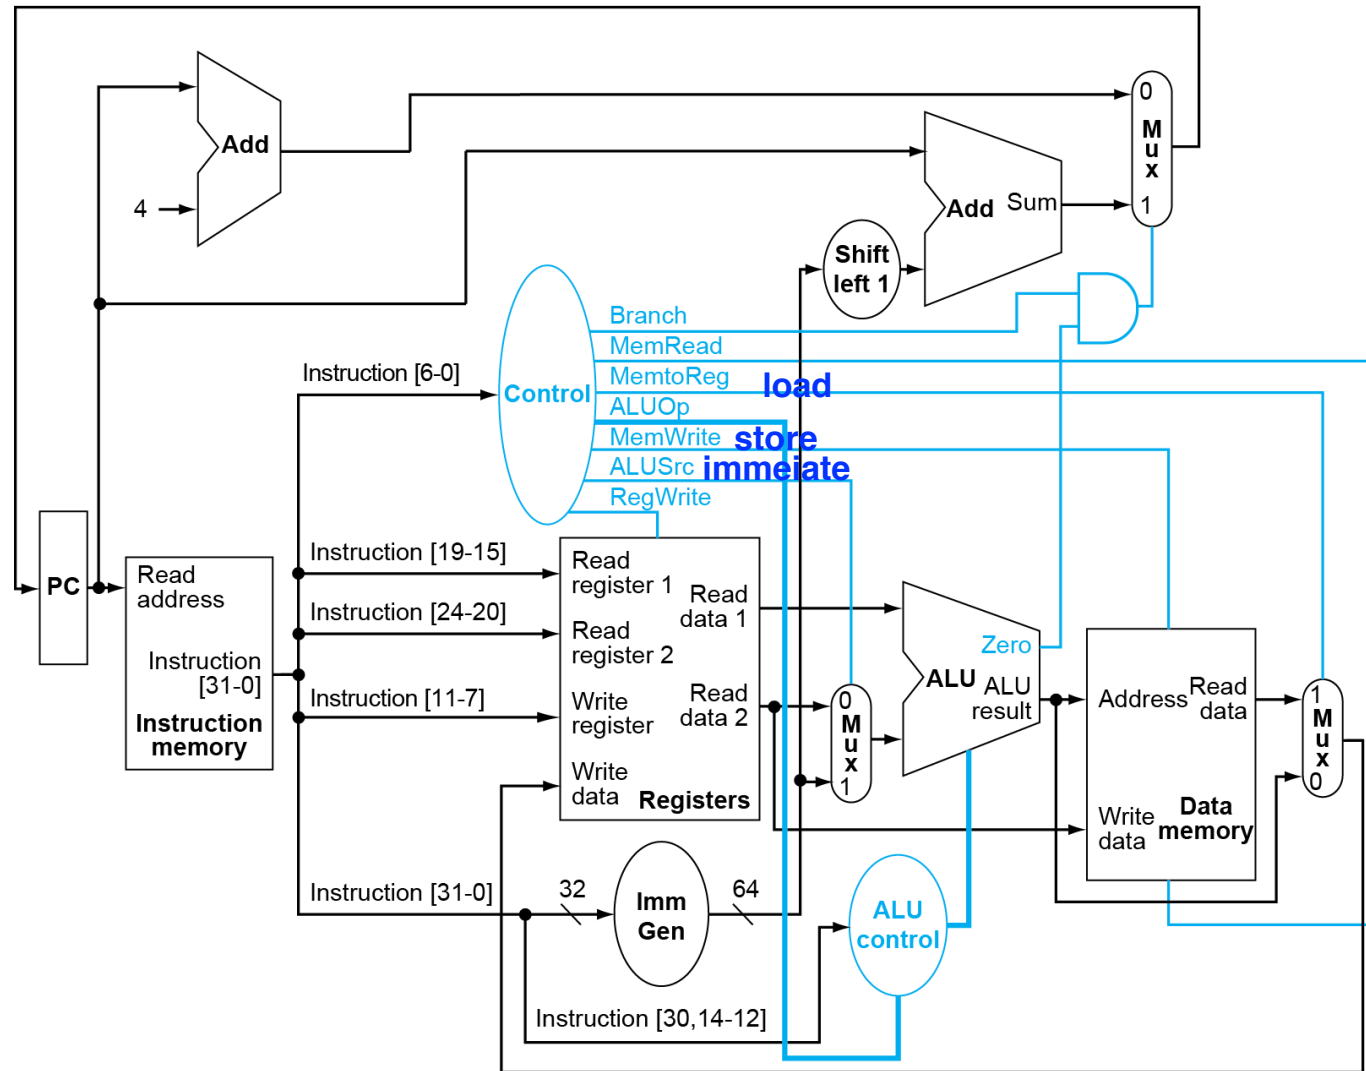 0
M
u
x
1
Add
4
Add Sum
Shift
left 1
Branch
MemRead
MemtoReg
load
ALUOp
MemWrite
store
ALUSrc
immeiate
RegWrite
Instruction [6-0]
Control
PC
Read
address
Instruction
[31-0]
Instruction
memory
Instruction [19-15]
Instruction [24-20]
Instruction [11-7]
Instruction [31-0]
Read
register 1
Read
register 2
Write
register
Write
data
Read
data 1
Read
data 2
Registers
0
M
u
x
1
Zero
ALU
ALU
result
Address
Read
data
Write
data
Data
memory
1
M
u
x
0
32
Imm
Gen
64
ALU
control
Instruction [30,14-12]